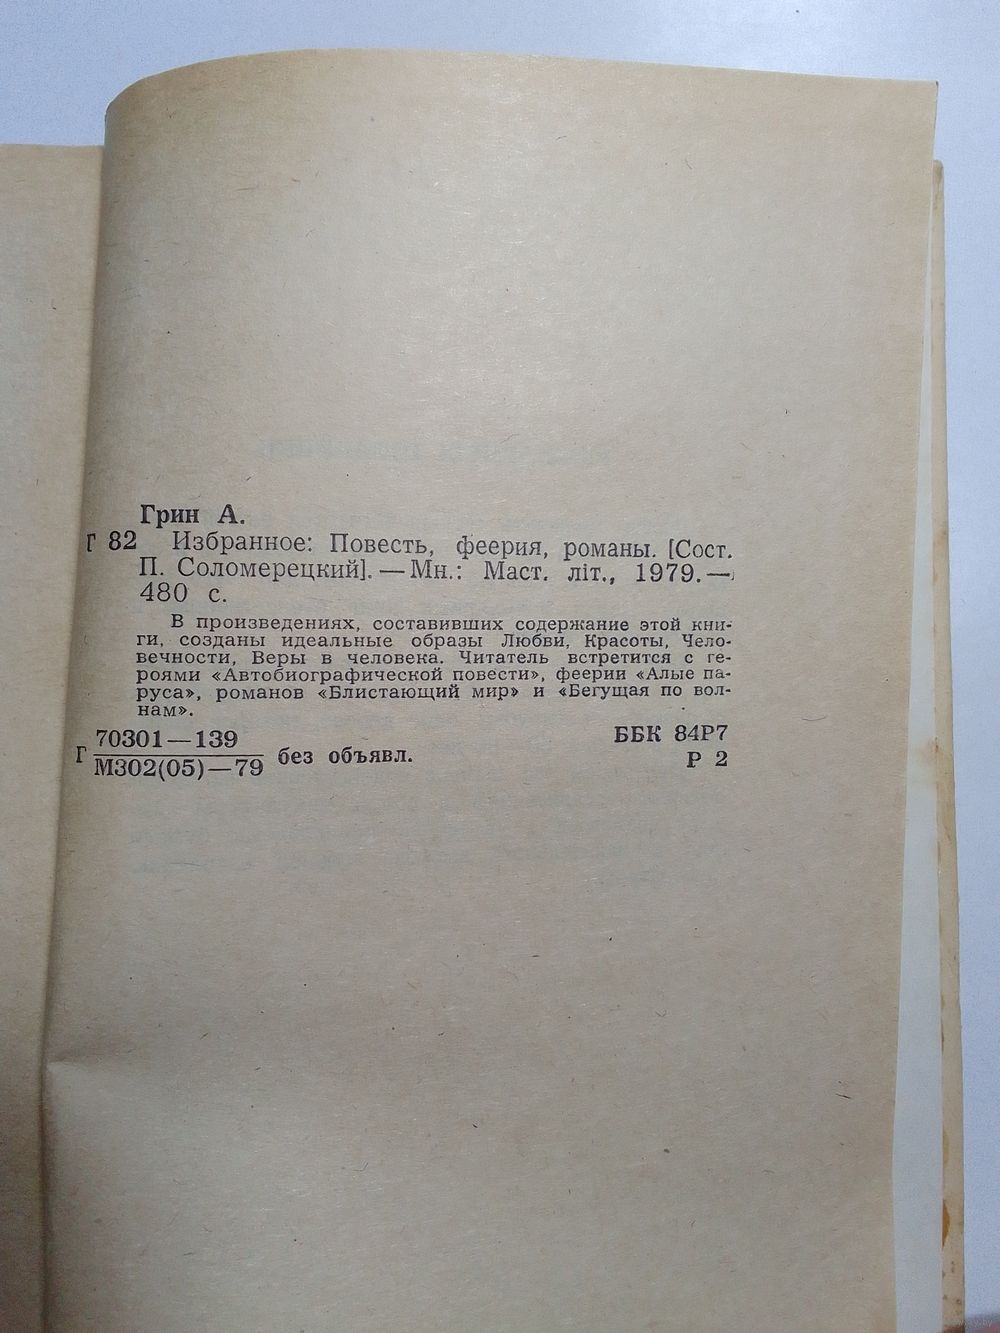 Грин А.
Г 82 Избранное: Повесть, феерия, романы. [Сост.
П. Соломерецкий]. — Мн.: Маст. літ., 1979. —
480 с.
В произведениях, составивших содержание этой кни-
ги, созданы идеальные образы Любви, Красоты, Чело-
вечности, Веры в человека. Читатель встретится с ге-
роями «Автобиографической повести», феерии «Алые па-
руса», романов «Блистающий мир» и «Бегущая по вол-
нам».
70301—139
Г М302(05)—79 без объявл.
ББК 84Р7
Р 2